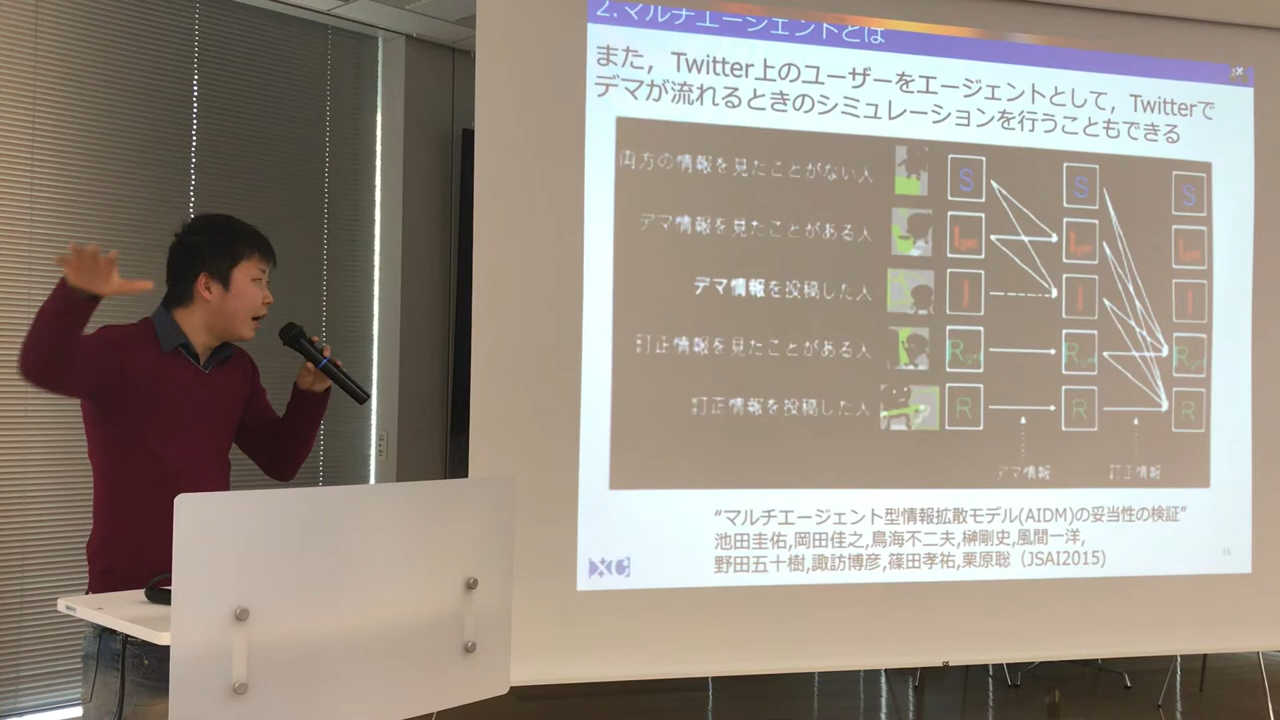 2.マルチエージェントとは
また，Twitter上のユーザーをエージェントとして，Twitterで
デマが流れるときのシミュレーションを行うこともできる
両方の情報を見たことがない人 S S S
デマ情報を見たことがある人
デマ情報を投稿した人 I I I
訂正情報を見たことがある人
訂正情報を投稿した人 R R R
デマ情報 訂正情報
“マルチエージェント型情報拡散モデル(AIDM)の妥当性の検証”
池田圭佑,岡田佳之,鳥海不二夫,榊剛史,風間一洋,
野田五十樹,諏訪博彦,篠田孝祐,栗原聡（JSAI2015)